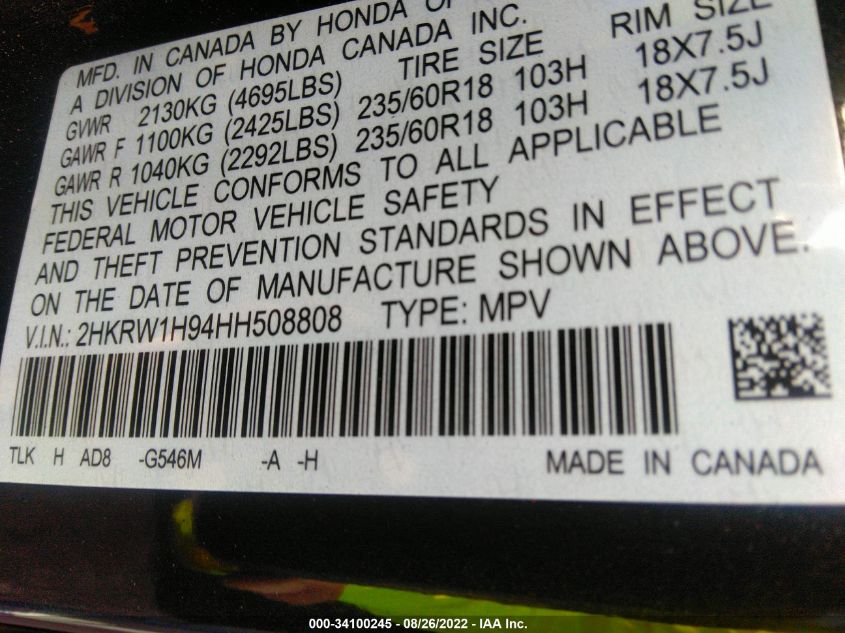 MFD. IN CANADA BY HONDA OF
A DIVISION OF HONDA CANADA INC.
GVWR 2130KG (4695LBS) TIRE SIZE RIM SIZE
GAWR F 1100KG (2425LBS) 235/60R18 103H 18X7.5J
GAWR R 1040KG (2292LBS) 235/60R18 103H 18X7.5J
THIS VEHICLE CONFORMS TO ALL APPLICABLE
FEDERAL MOTOR VEHICLE SAFETY
AND THEFT PREVENTION STANDARDS IN EFFECT
ON THE DATE OF MANUFACTURE SHOWN ABOVE.
V.I.N.: 2HKRW1H94HH508808 TYPE: MPV
TLK H AD8 -G546M -A -H MADE IN CANADA
000-34100245 - 08/26/2022 - IAA Inc.